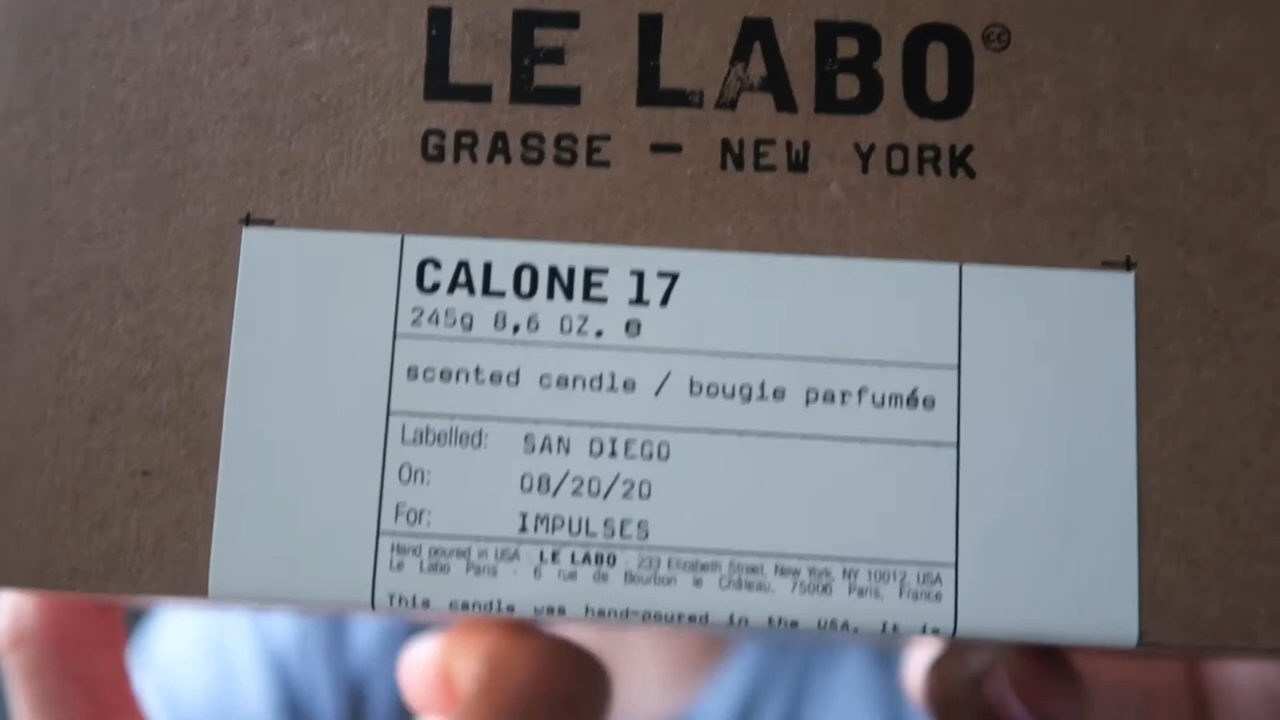 LE LABO
GRASSE — NEW YORK
CALONE 17
245g 8,6 OZ. e
scented candle / bougie parfumée
Labelled: SAN DIEGO
On: 08/20/20
For: IMPULSES
Hand poured in USA · LE LABO · 233 Elizabeth Street, New York, NY 10012, USA
Le Labo Paris · 6 rue de Bourbon le Château, 75006 Paris, France
This candle was hand-poured in the USA. It is